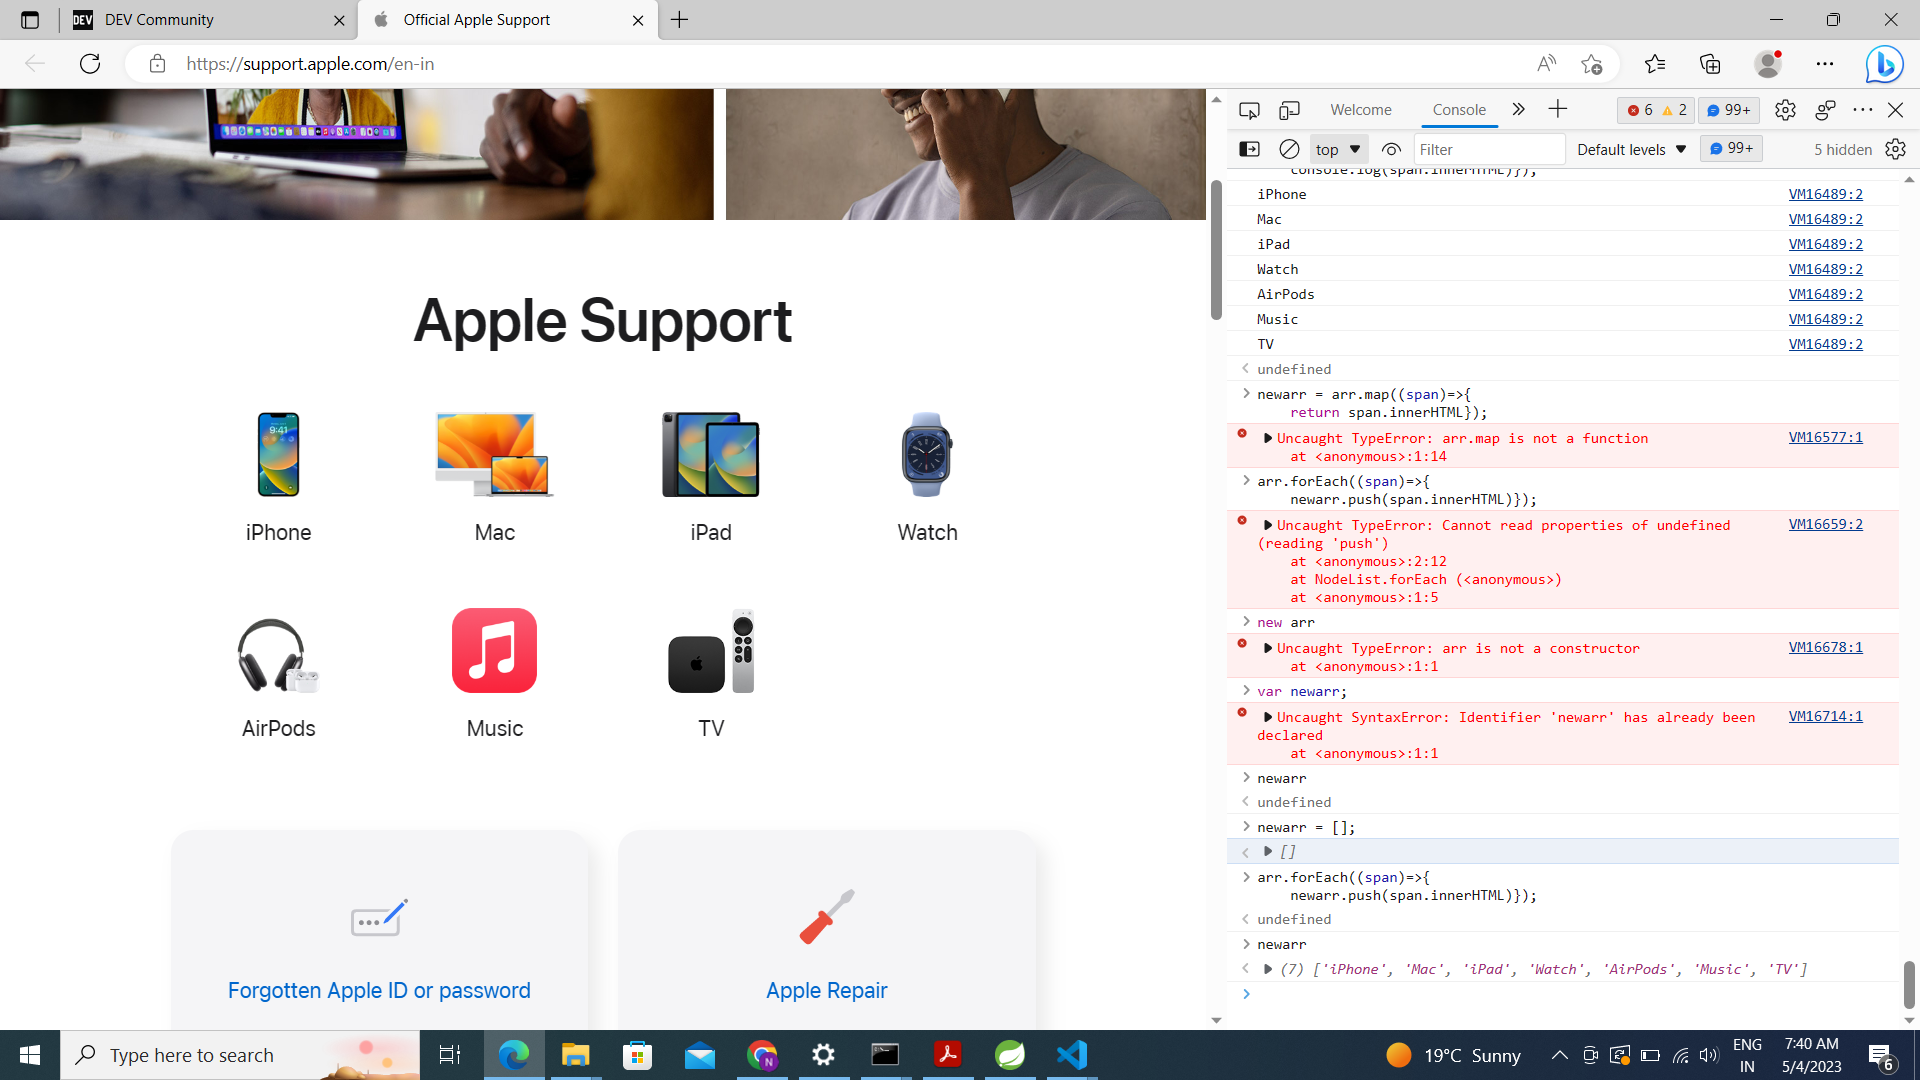 DEV Community
Official Apple Support
https://support.apple.com/en-in
Welcome
Console
6
2
99+
top
Filter
Default levels
99+
5 hidden
console.log(span.innerHTML)});
iPhone VM16489:2
Mac VM16489:2
iPad VM16489:2
Watch VM16489:2
AirPods VM16489:2
Music VM16489:2
TV VM16489:2
undefined
newarr = arr.map((span)=>{
return span.innerHTML});
Uncaught TypeError: arr.map is not a function VM16577:1
at <anonymous>:1:14
arr.forEach((span)=>{
newarr.push(span.innerHTML)});
Uncaught TypeError: Cannot read properties of undefined VM16659:2
(reading 'push')
at <anonymous>:2:12
at NodeList.forEach (<anonymous>)
at <anonymous>:1:5
new arr
Uncaught TypeError: arr is not a constructor VM16678:1
at <anonymous>:1:1
var newarr;
Uncaught SyntaxError: Identifier 'newarr' has already been VM16714:1
declared
at <anonymous>:1:1
newarr
undefined
newarr = [];
[]
arr.forEach((span)=>{
newarr.push(span.innerHTML)});
undefined
newarr
(7) ['iPhone', 'Mac', 'iPad', 'Watch', 'AirPods', 'Music', 'TV']
Apple Support
9:41
iPhone
Mac
iPad
Watch
AirPods
Music
TV
Forgotten Apple ID or password
Apple Repair
Type here to search
N
19°C Sunny
ENG
IN
7:40 AM
5/4/2023
6